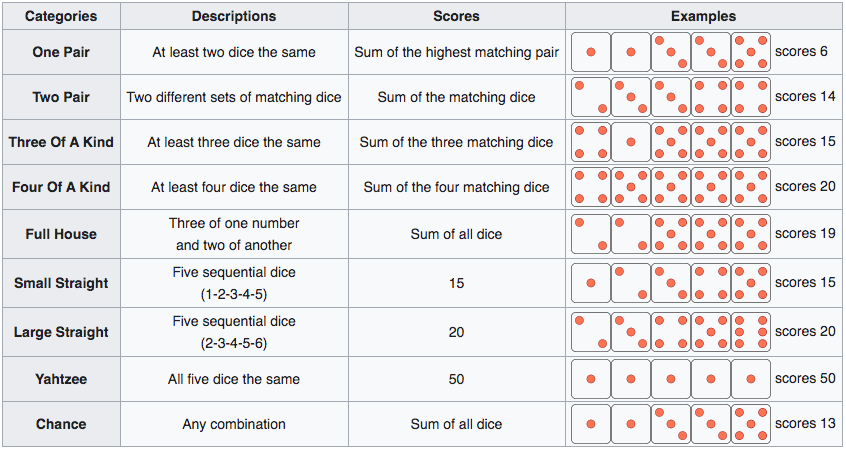 Categories Descriptions Scores Examples
One Pair At least two dice the same Sum of the highest matching pair scores 6
Two Pair Two different sets of matching dice Sum of the matching dice scores 14
Three Of A Kind At least three dice the same Sum of the three matching dice scores 15
Four Of A Kind At least four dice the same Sum of the four matching dice scores 20
Full House Three of one number
and two of another Sum of all dice scores 19
Small Straight Five sequential dice
(1-2-3-4-5) 15 scores 15
Large Straight Five sequential dice
(2-3-4-5-6) 20 scores 20
Yahtzee All five dice the same 50 scores 50
Chance Any combination Sum of all dice scores 13